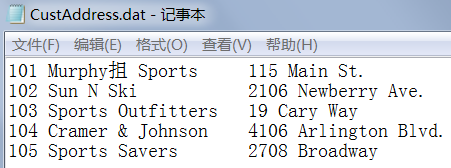 CustAddress.dat - 记事本
文件(F) 编辑(E) 格式(O) 查看(V) 帮助(H)
101 Murphy抯 Sports 115 Main St.
102 Sun N Ski 2106 Newberry Ave.
103 Sports Outfitters 19 Cary Way
104 Cramer & Johnson 4106 Arlington Blvd.
105 Sports Savers 2708 Broadway